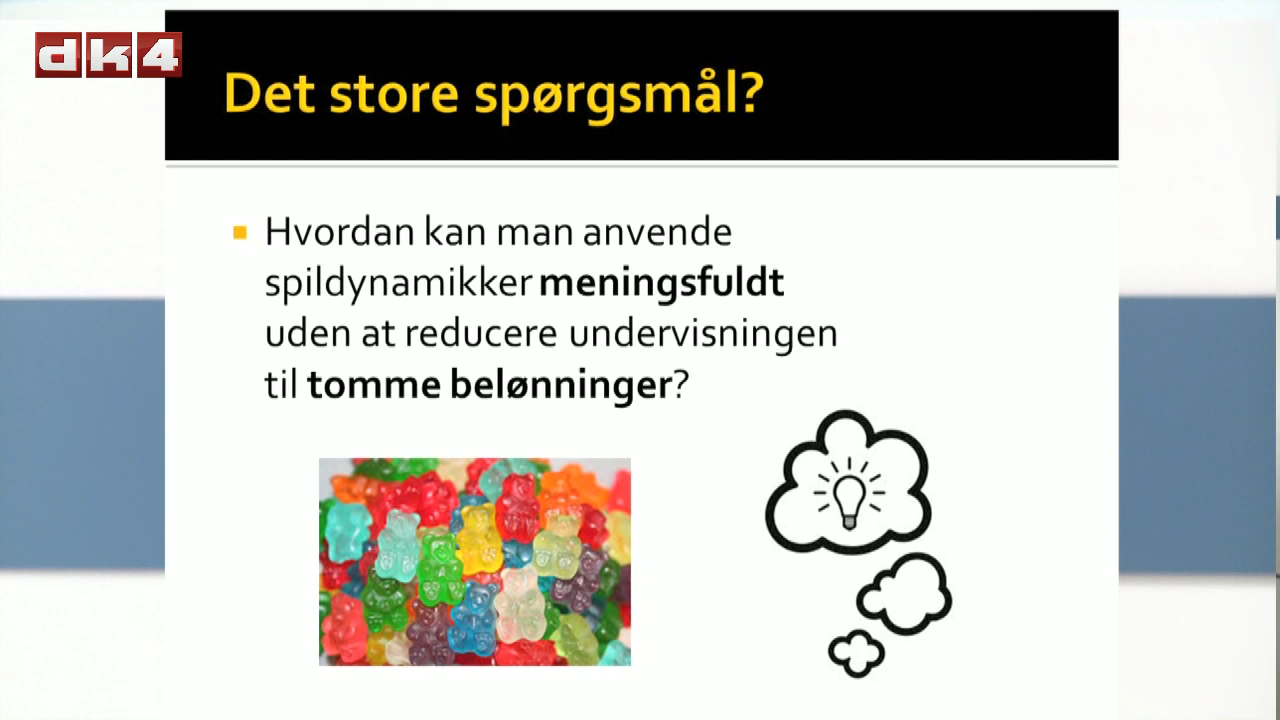 dk4
Det store spørgsmål?
Hvordan kan man anvende
spildynamikker meningsfuldt
uden at reducere undervisningen
til tomme belønninger?